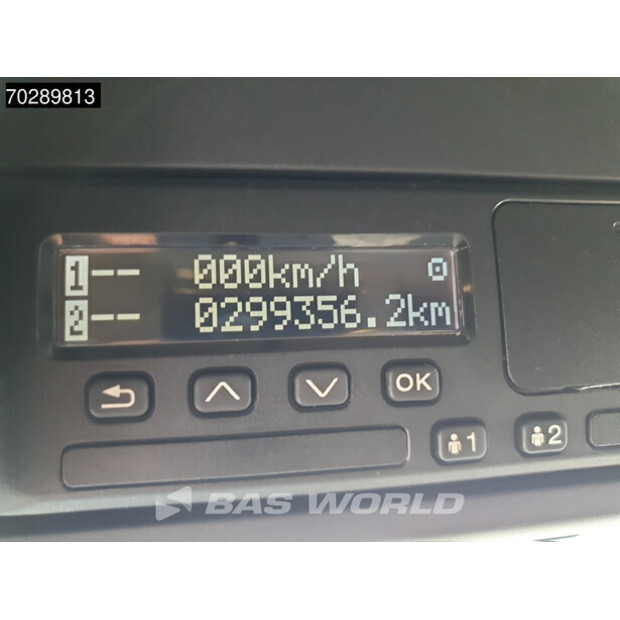 70289813
1 -- 000km/h
2 -- 0299356.2km
OK
1 2
BAS WORLD